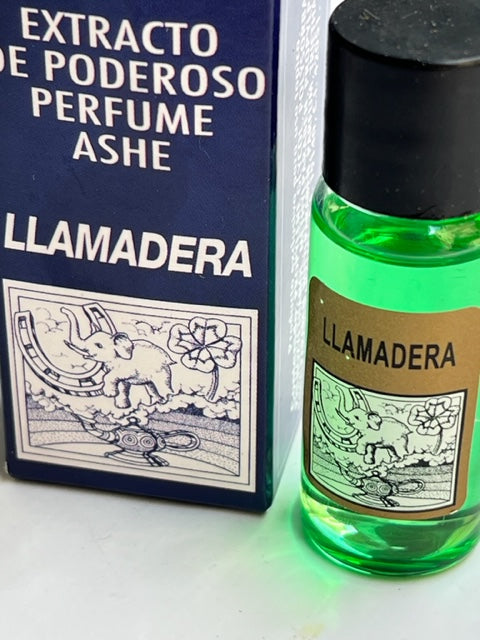 EXTRACTO
DE PODEROSO
PERFUME
ASHE
LLAMADERA
LLAMADERA